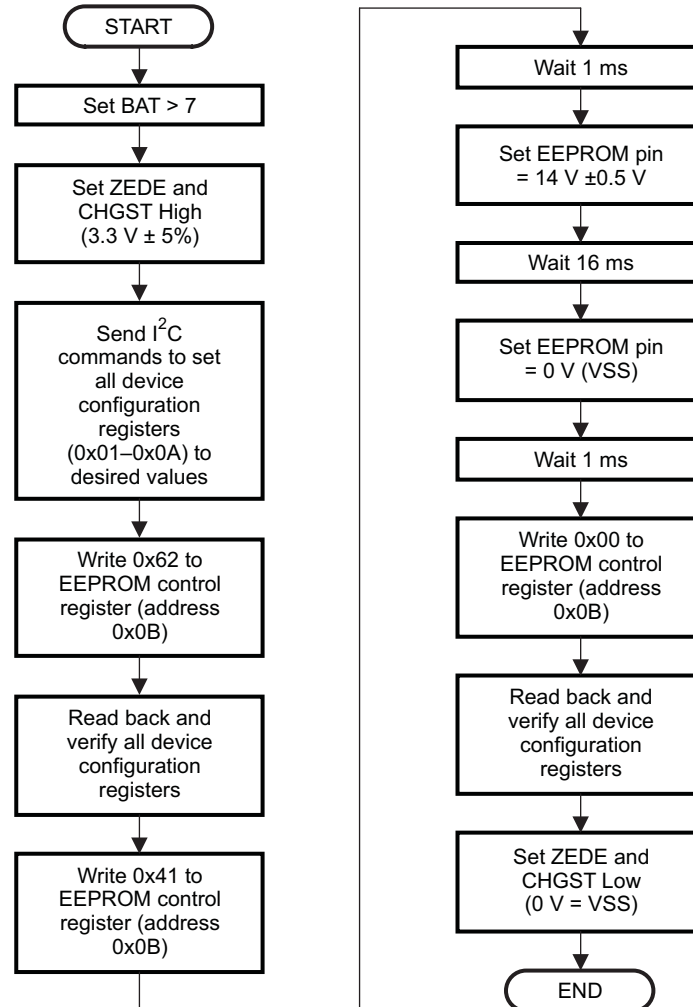 START
Set BAT > 7
Set ZEDE and
CHGST High
(3.3 V ± 5%)
Send I²C
commands to set
all device
configuration
registers
(0x01–0x0A) to
desired values
Write 0x62 to
EEPROM control
register (address
0x0B)
Read back and
verify all device
configuration
registers
Write 0x41 to
EEPROM control
register (address
0x0B)
Wait 1 ms
Set EEPROM pin
= 14 V ±0.5 V
Wait 16 ms
Set EEPROM pin
= 0 V (VSS)
Wait 1 ms
Write 0x00 to
EEPROM control
register (address
0x0B)
Read back and
verify all device
configuration
registers
Set ZEDE and
CHGST Low
(0 V = VSS)
END